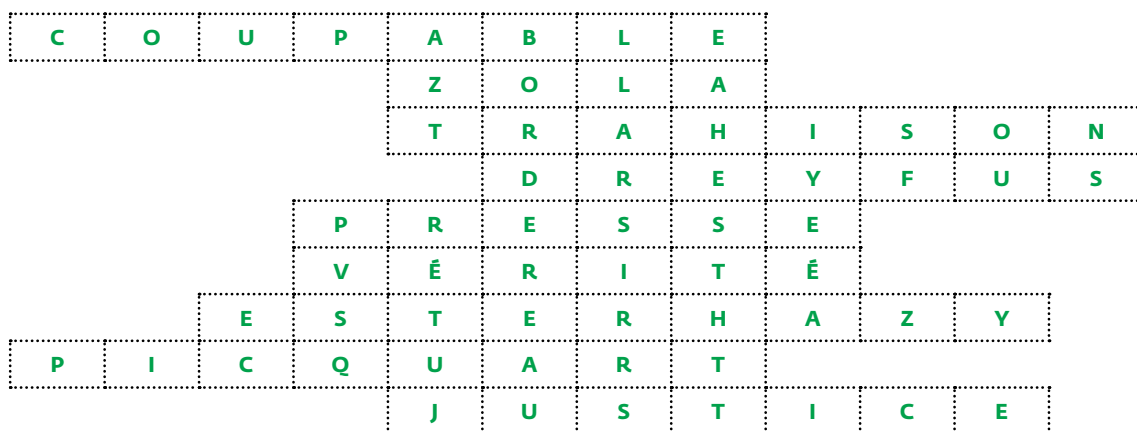 COUPABLE
ZOLA
TRAHISON
DREYFUS
PRESSE
VÉRITÉ
ESTERHAZY
PICQUART
JUSTICE